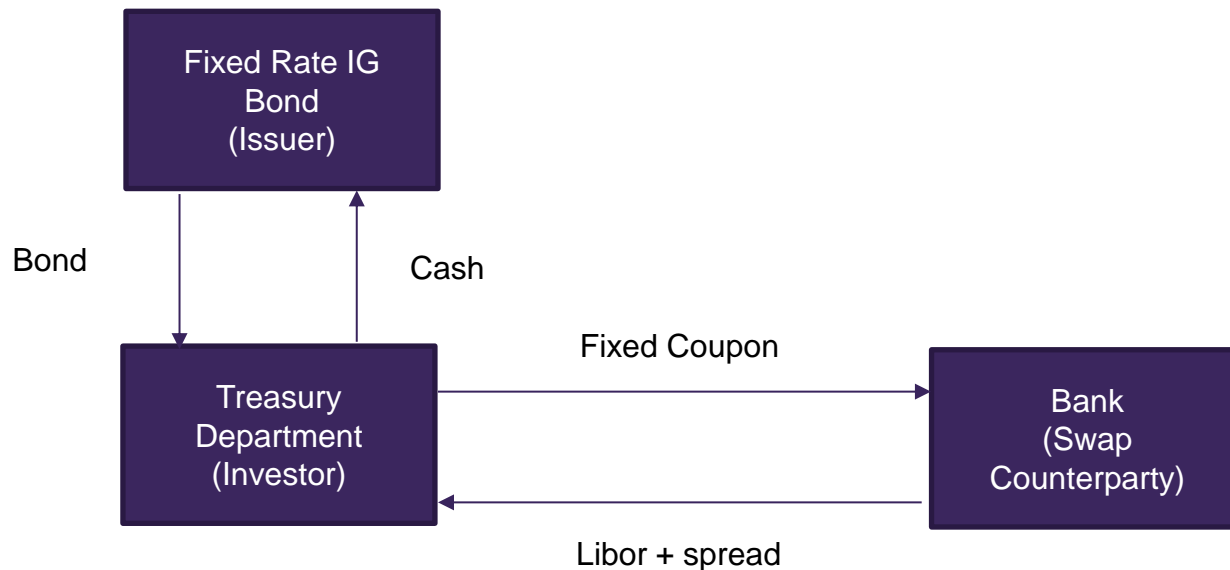 Fixed Rate IG
Bond
(Issuer)
Bond
Cash
Fixed Coupon
Treasury
Department
(Investor)
Bank
(Swap
Counterparty)
Libor + spread